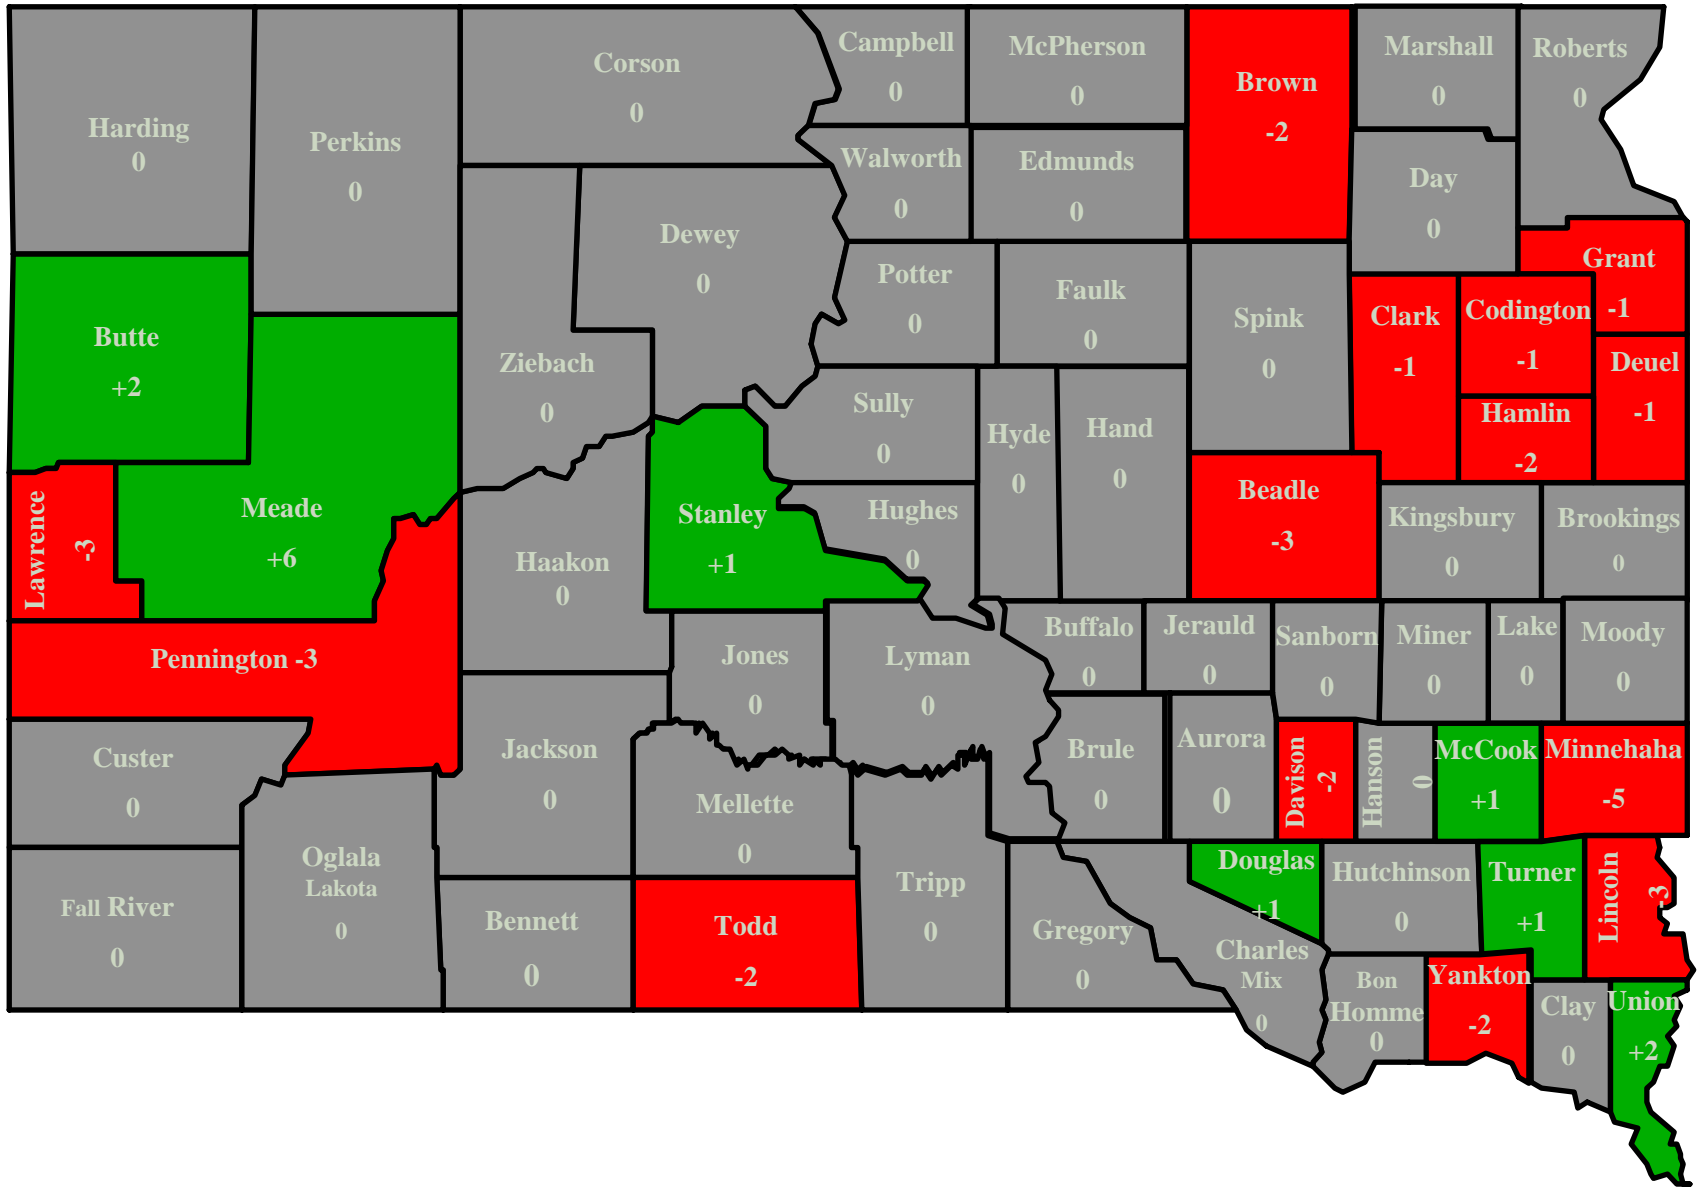 Harding
0
Perkins
0
Corson
0
Campbell
0
McPherson
0
Brown
-2
Marshall
0
Roberts
0
Walworth
0
Edmunds
0
Day
0
Dewey
0
Potter
0
Faulk
0
Spink
0
Grant
-1
Clark
-1
Codington
-1
Deuel
-1
Hamlin
-2
Butte
+2
Ziebach
0
Sully
0
Hyde
0
Hand
0
Lawrence
-3
Meade
+6
Stanley
+1
Hughes
0
Beadle
-3
Kingsbury
0
Brookings
0
Haakon
0
Pennington -3
Jones
0
Lyman
0
Buffalo
0
Jerauld
0
Sanborn
0
Miner
0
Lake
0
Moody
0
Custer
0
Jackson
0
Mellette
0
Brule
0
Aurora
0
Davison
-2
Hanson
0
McCook
+1
Minnehaha
-5
Fall River
0
Oglala
Lakota
0
Bennett
0
Todd
-2
Tripp
0
Gregory
0
Charles
Mix
0
Douglas
+1
Hutchinson
0
Turner
+1
Lincoln
-3
Bon
Homme
0
Yankton
-2
Clay
0
Union
+2